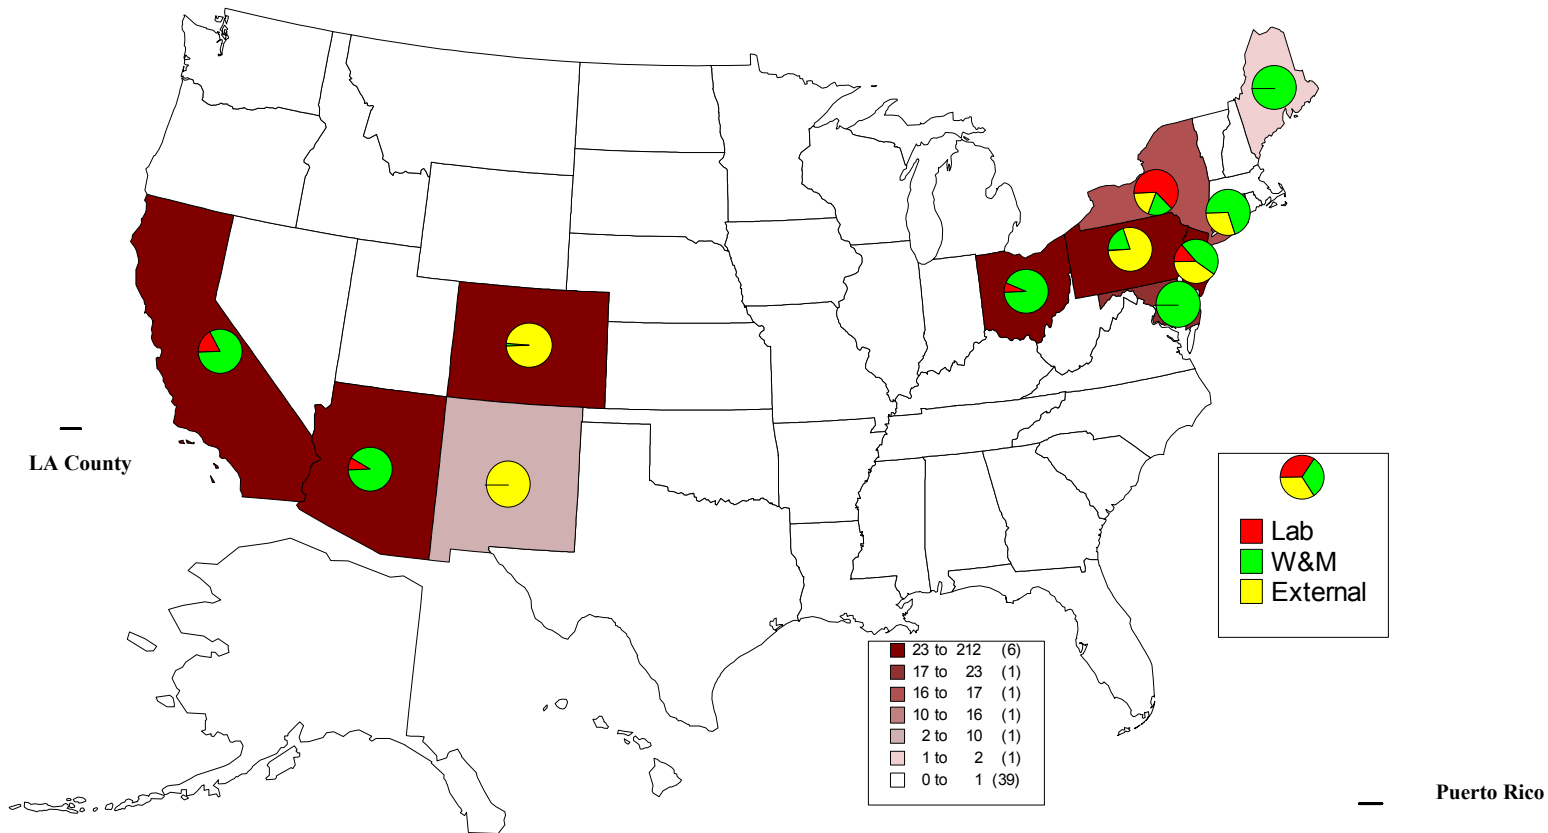 LA County
Lab
W&M
External
23 to 212 (6)
17 to 23 (1)
16 to 17 (1)
10 to 16 (1)
2 to 10 (1)
1 to 2 (1)
0 to 1 (39)
Puerto Rico